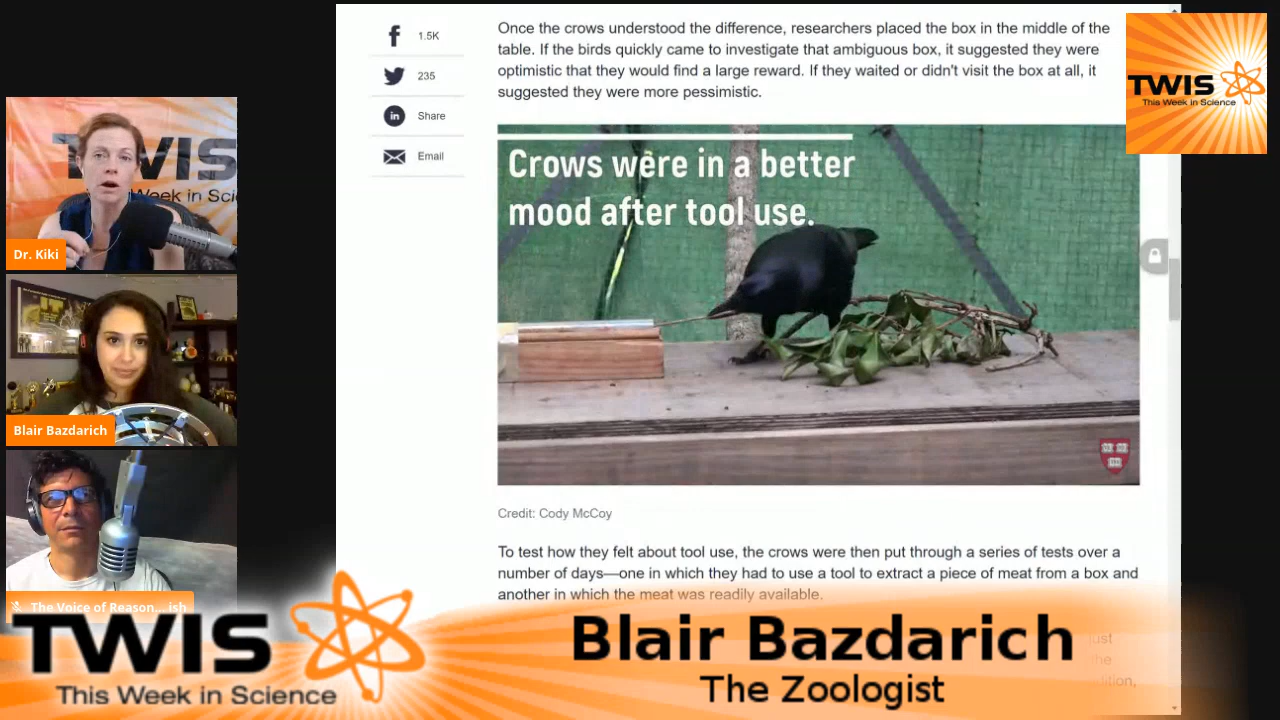 1.5K
235
Share
Email
Once the crows understood the difference, researchers placed the box in the middle of the
table. If the birds quickly came to investigate that ambiguous box, it suggested they were
optimistic that they would find a large reward. If they waited or didn't visit the box at all, it
suggested they were more pessimistic.
Crows were in a better
mood after tool use.
Credit: Cody McCoy
To test how they felt about tool use, the crows were then put through a series of tests over a
number of days—one in which they had to use a tool to extract a piece of meat from a box and
another in which the meat was readily available.
just
the
TWIS
This Week in Science
TWIS
Week in Sci
Dr. Kiki
Blair Bazdarich
The Voice of Reason...ish
TWIS
This Week in Science
Blair Bazdarich
The Zoologist